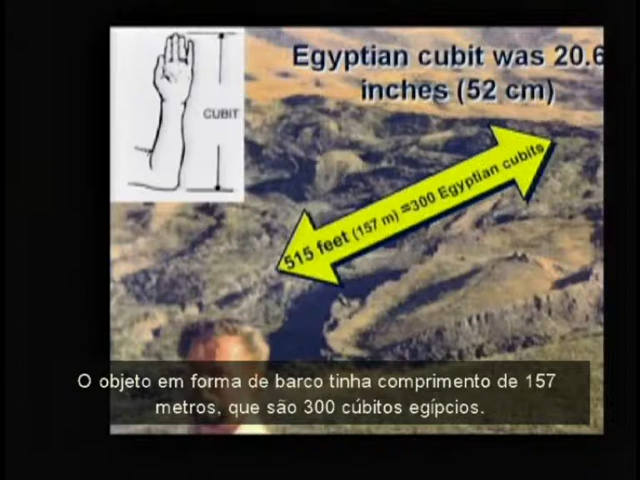 Egyptian cubit was 20.6
inches (52 cm)
CUBIT
515 feet (157 m) =300 Egyptian cubits
O objeto em forma de barco tinha comprimento de 157
metros, que são 300 cúbitos egípcios.